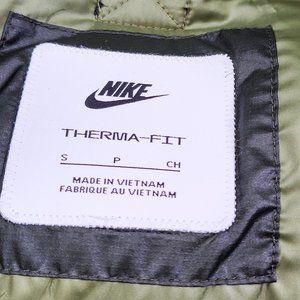 NIKE
THERMA-FIT
S P CH
MADE IN VIETNAM
FABRIQUE AU VIETNAM